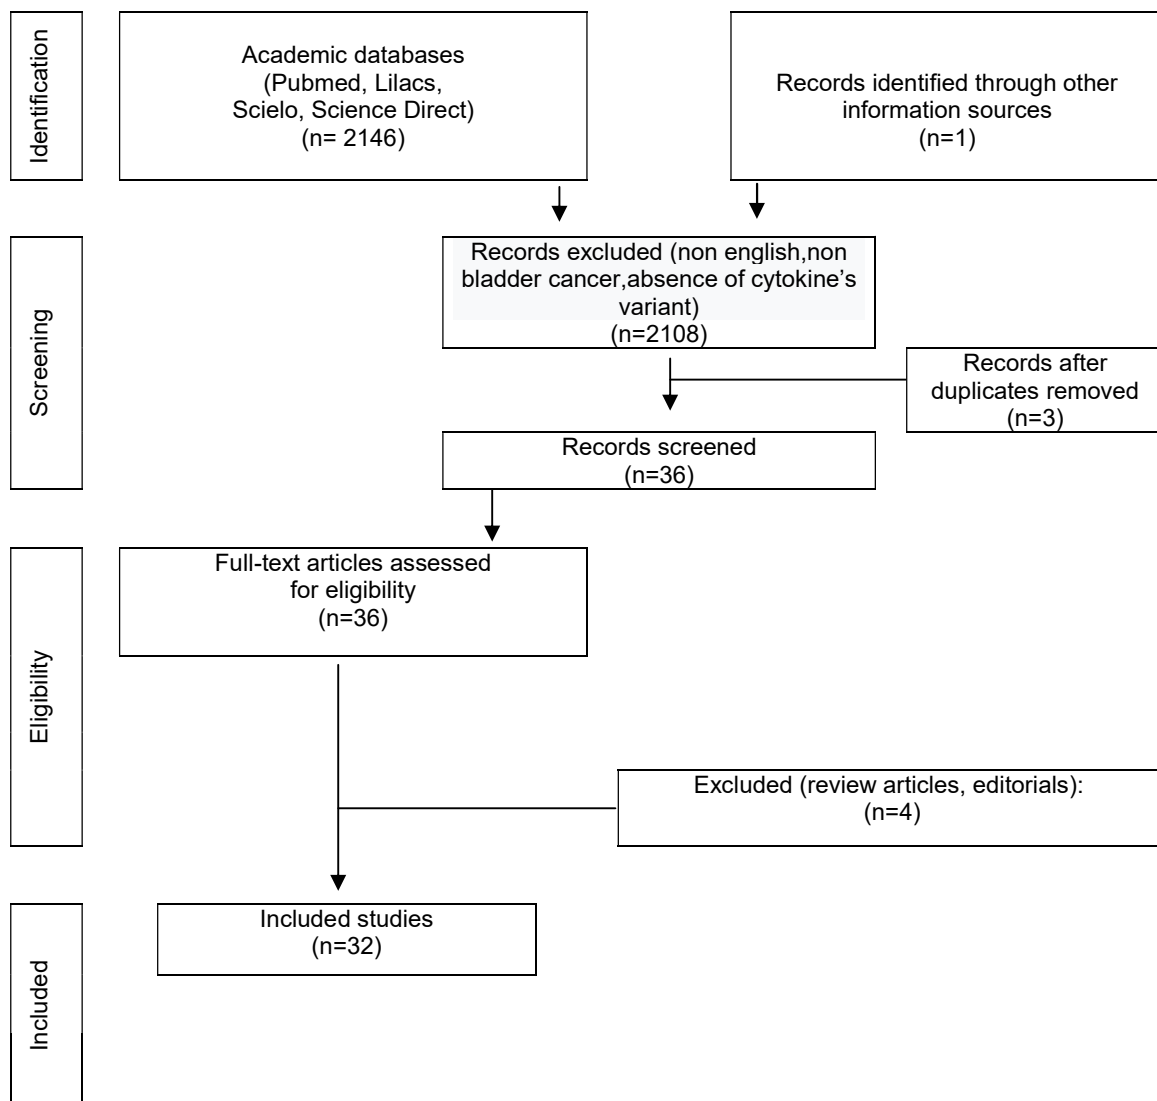 Identification
Academic databases
(Pubmed, Lilacs,
Scielo, Science Direct)
(n= 2146)
Records identified through other
information sources
(n=1)
Screening
Records excluded (non english,non
bladder cancer,absence of cytokine's
variant)
(n=2108)
Records after
duplicates removed
(n=3)
Records screened
(n=36)
Eligibility
Full-text articles assessed
for eligibility
(n=36)
Excluded (review articles, editorials):
(n=4)
Included
Included studies
(n=32)